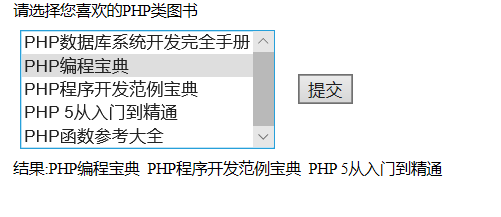 请选择您喜欢的PHP类图书
PHP数据库系统开发完全手册
PHP编程宝典
PHP程序开发范例宝典
PHP 5从入门到精通
PHP函数参考大全
提交
结果:PHP编程宝典 PHP程序开发范例宝典 PHP 5从入门到精通